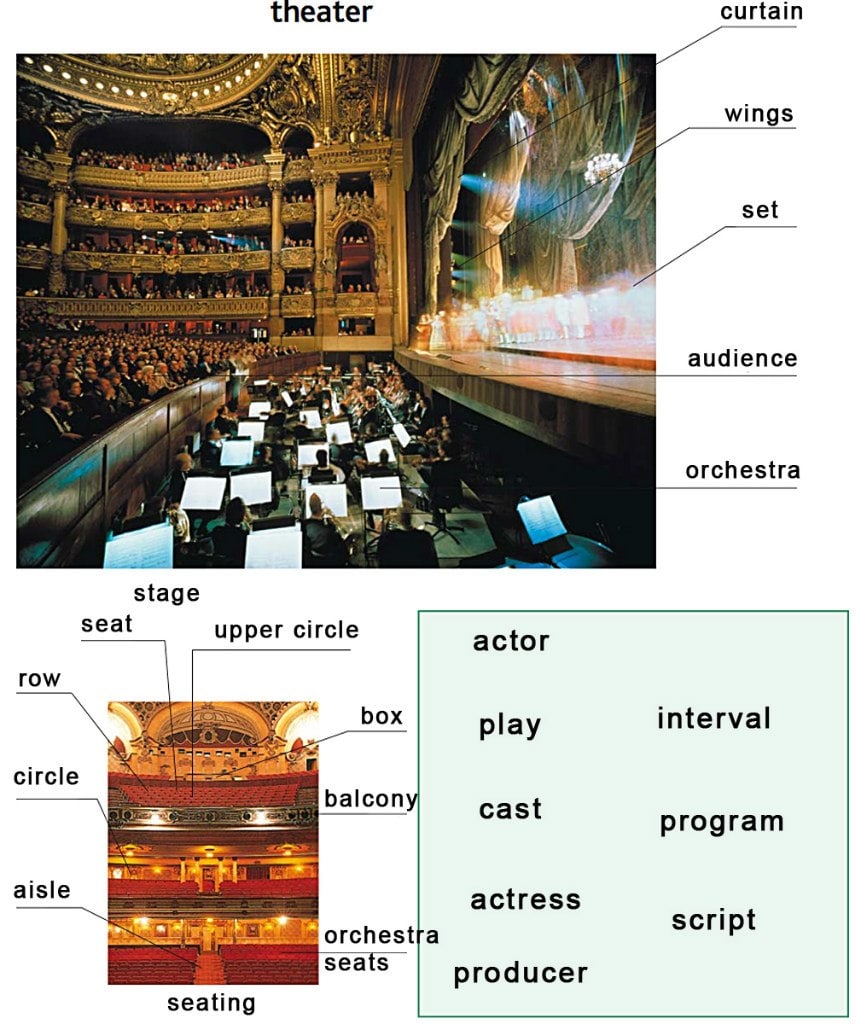 theater
curtain
wings
set
audience
orchestra
stage
seat
upper circle
row
box
circle
balcony
aisle
orchestra
seats
seating
actor
play
interval
cast
program
actress
script
producer